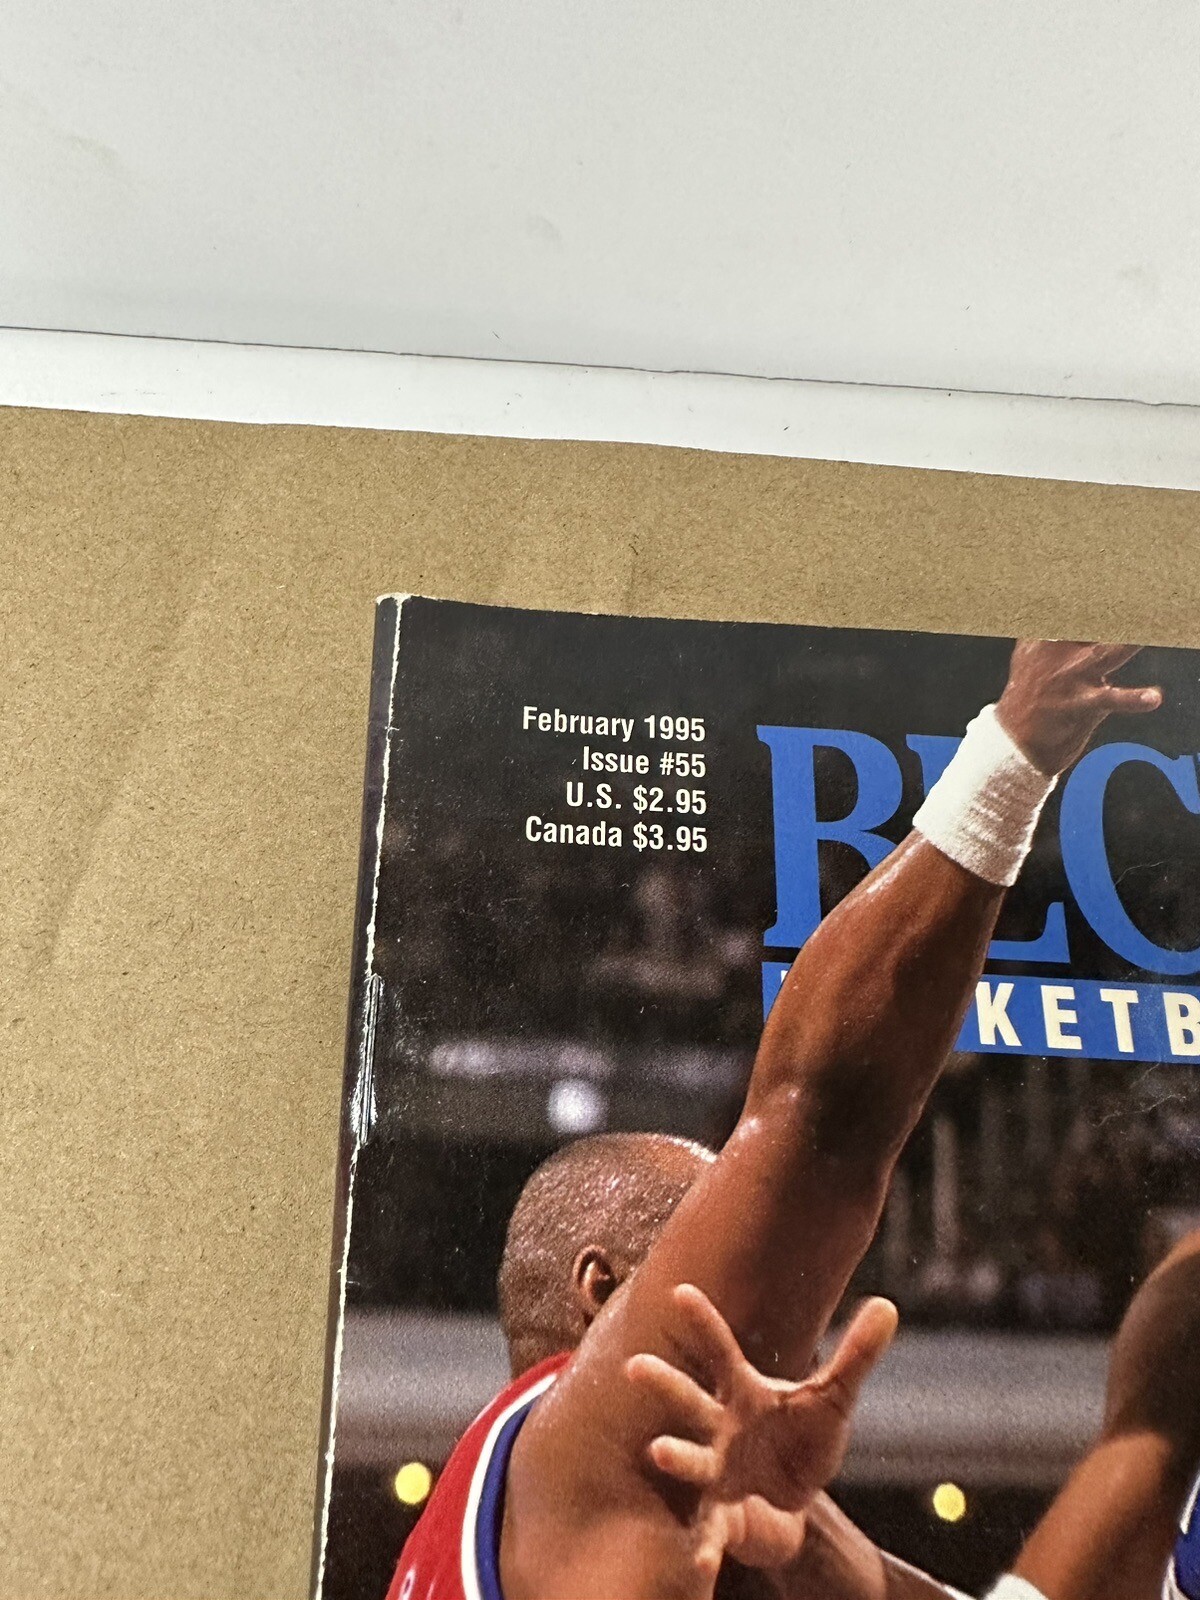 February 1995
Issue #55
U.S. $2.95
Canada $3.95